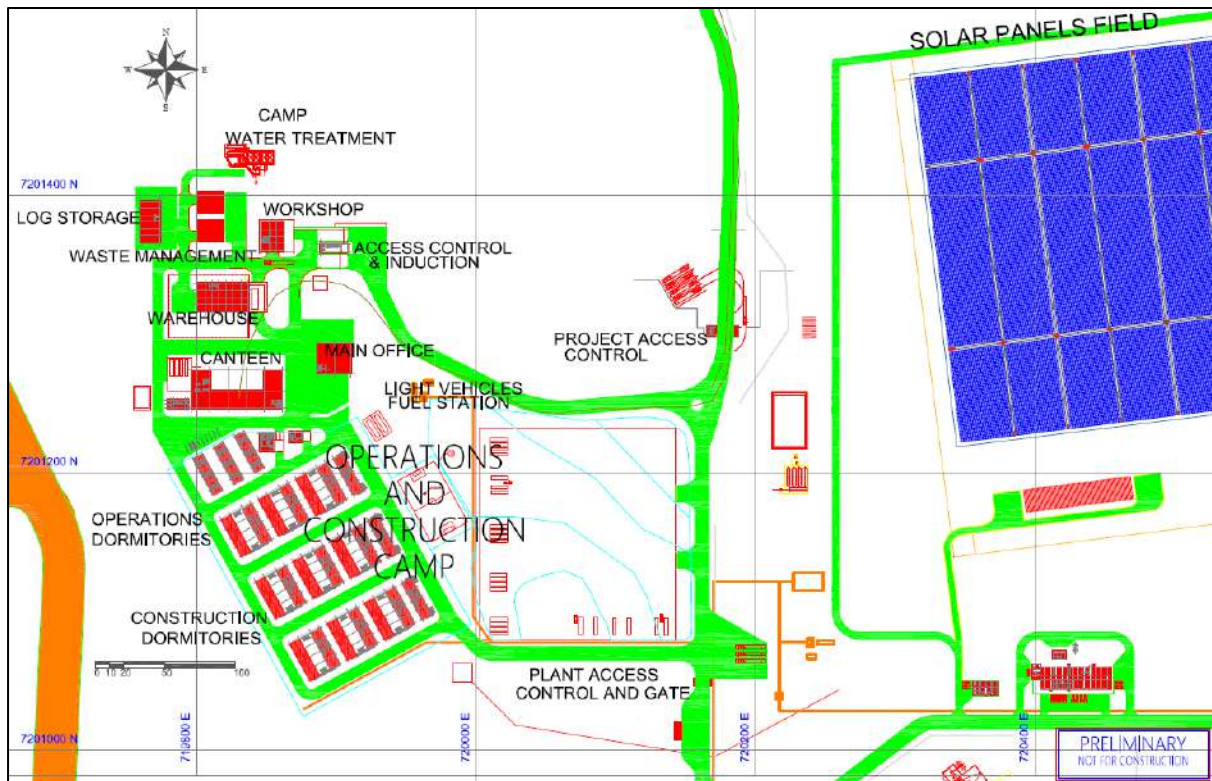 SOLAR PANELS FIELD
N
W
E
S
CAMP
WATER TREATMENT
7201400 N
LOG STORAGE
WORKSHOP
WASTE MANAGEMENT
ACCESS CONTROL
& INDUCTION
WAREHOUSE
PROJECT ACCESS
CONTROL
CANTEEN
MAIN OFFICE
LIGHT VEHICLES
FUEL STATION
7201200 N
OPERATIONS
AND
CONSTRUCTION
CAMP
OPERATIONS
DORMITORIES
CONSTRUCTION
DORMITORIES
0 10 20 50 100
PLANT ACCESS
CONTROL AND GATE
719800 E
720000 E
720200 E
720400 E
7201000 N
PRELIMINARY
NOT FOR CONSTRUCTION